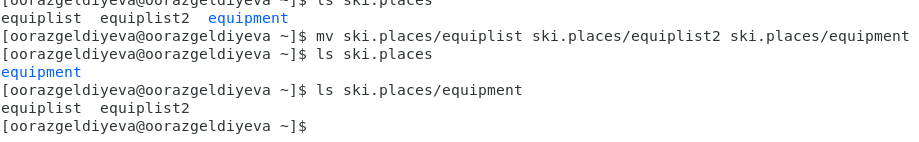 [oorazgeldiyeva@oorazgeldiyeva ~]$ ls ski.places
equiplist  equiplist2  equipment
[oorazgeldiyeva@oorazgeldiyeva ~]$ mv ski.places/equiplist ski.places/equiplist2 ski.places/equipment
[oorazgeldiyeva@oorazgeldiyeva ~]$ ls ski.places
equipment
[oorazgeldiyeva@oorazgeldiyeva ~]$ ls ski.places/equipment
equiplist  equiplist2
[oorazgeldiyeva@oorazgeldiyeva ~]$